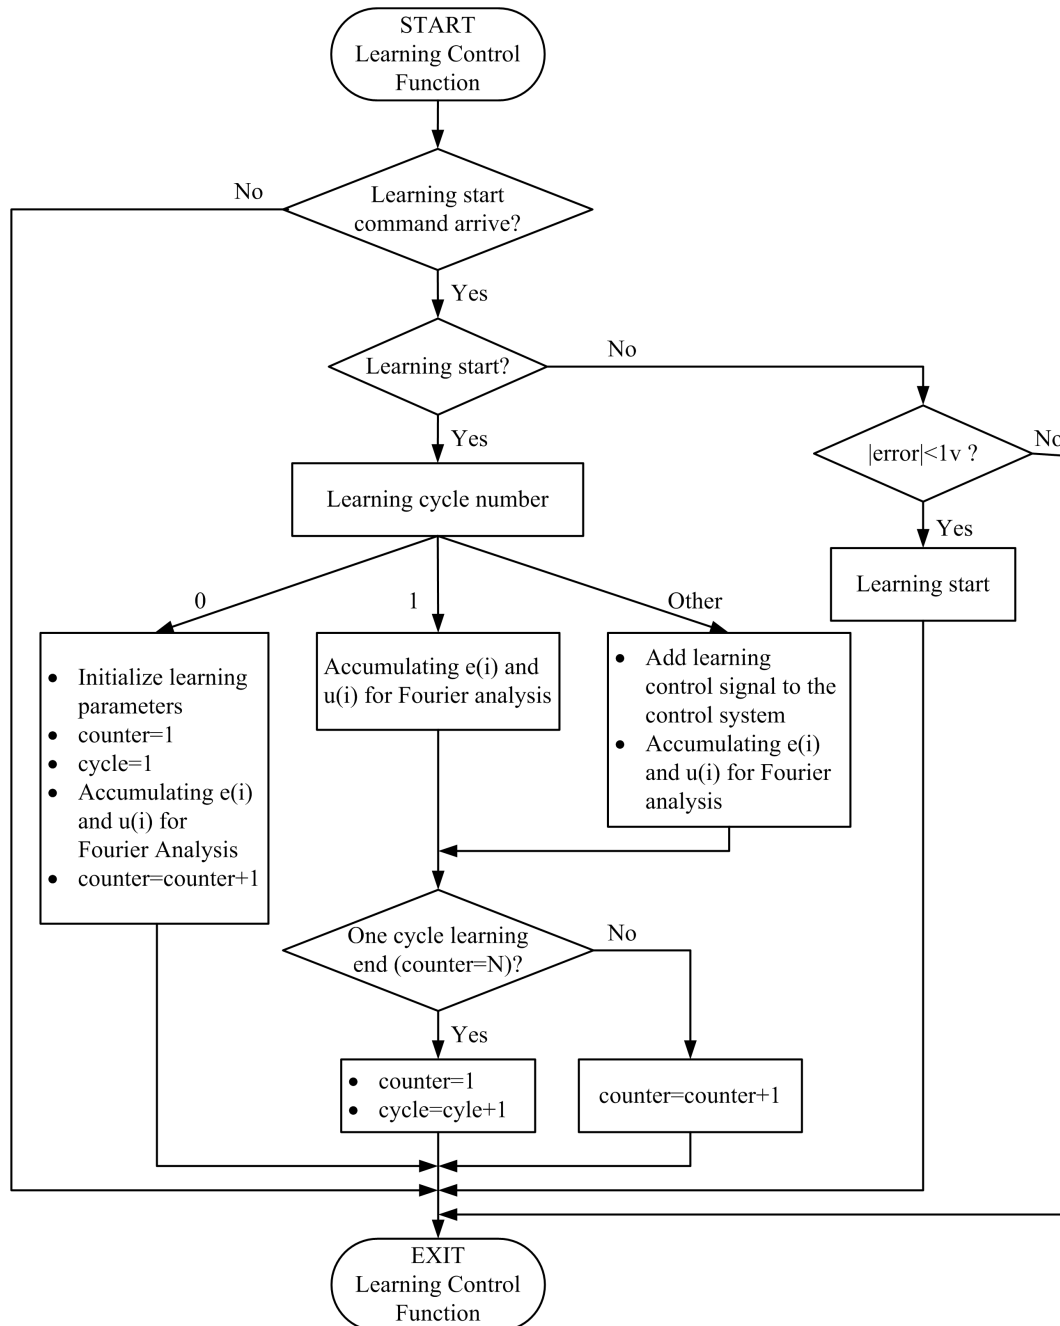 START
Learning Control
Function
Learning start
command arrive?
No
Yes
Learning start?
No
Yes
|error|<1v ?
No
Yes
Learning start
Learning cycle number
0
1
Other
• Initialize learning
parameters
• counter=1
• cycle=1
• Accumulating e(i)
and u(i) for
Fourier Analysis
• counter=counter+1
Accumulating e(i) and
u(i) for Fourier analysis
• Add learning
control signal to the
control system
• Accumulating e(i)
and u(i) for Fourier
analysis
One cycle learning
end (counter=N)?
No
Yes
• counter=1
• cycle=cyle+1
counter=counter+1
EXIT
Learning Control
Function